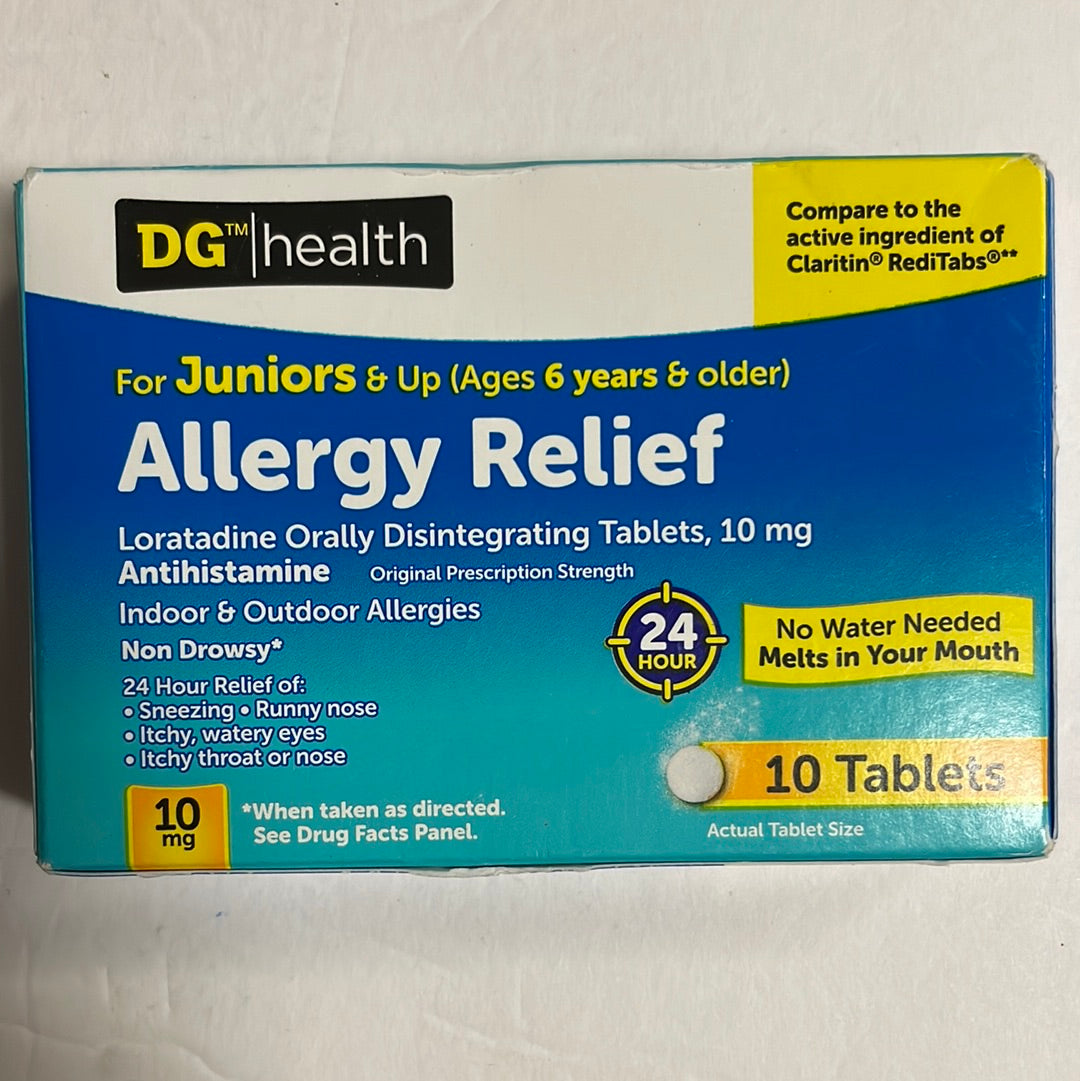 DG™|health
Compare to the
active ingredient of
Claritin® RediTabs®**
For Juniors & Up (Ages 6 years & older)
Allergy Relief
Loratadine Orally Disintegrating Tablets, 10 mg
Antihistamine Original Prescription Strength
Indoor & Outdoor Allergies
Non Drowsy*
24 Hour Relief of:
• Sneezing • Runny nose
• Itchy, watery eyes
• Itchy throat or nose
24
HOUR
No Water Needed
Melts in Your Mouth
10 Tablets
Actual Tablet Size
10
mg
*When taken as directed.
See Drug Facts Panel.